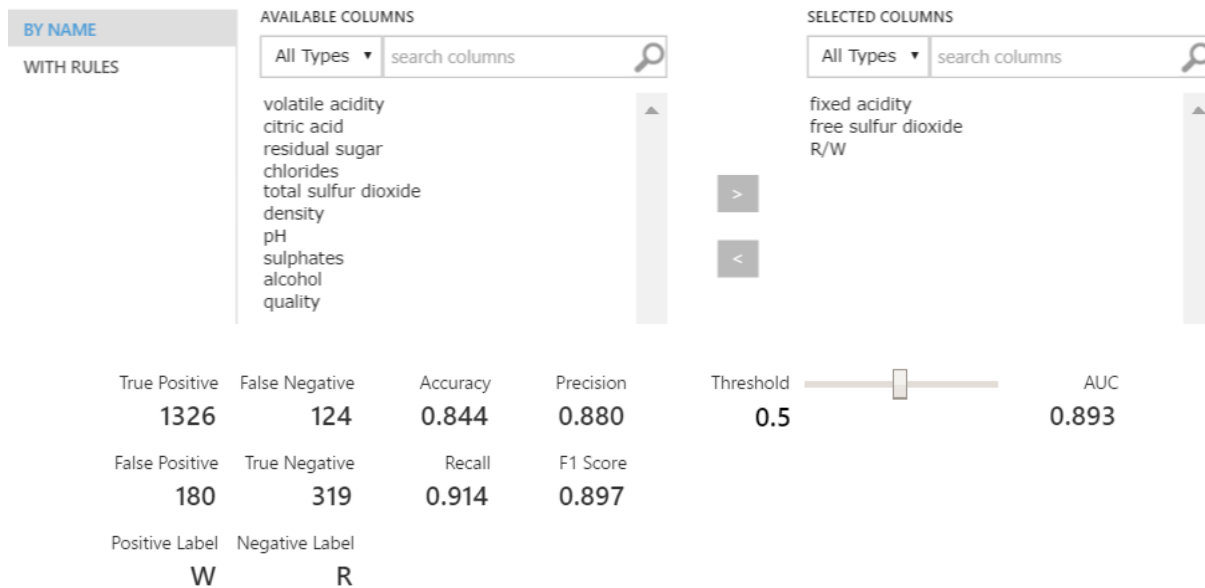 AVAILABLE COLUMNS
SELECTED COLUMNS
BY NAME
WITH RULES
All Types ▼ search columns
All Types ▼ search columns
volatile acidity
citric acid
residual sugar
chlorides
total sulfur dioxide
density
pH
sulphates
alcohol
quality
>
<
fixed acidity
free sulfur dioxide
R/W
True Positive False Negative Accuracy Precision Threshold AUC
1326 124 0.844 0.880 0.5 0.893
False Positive True Negative Recall F1 Score
180 319 0.914 0.897
Positive Label Negative Label
W R